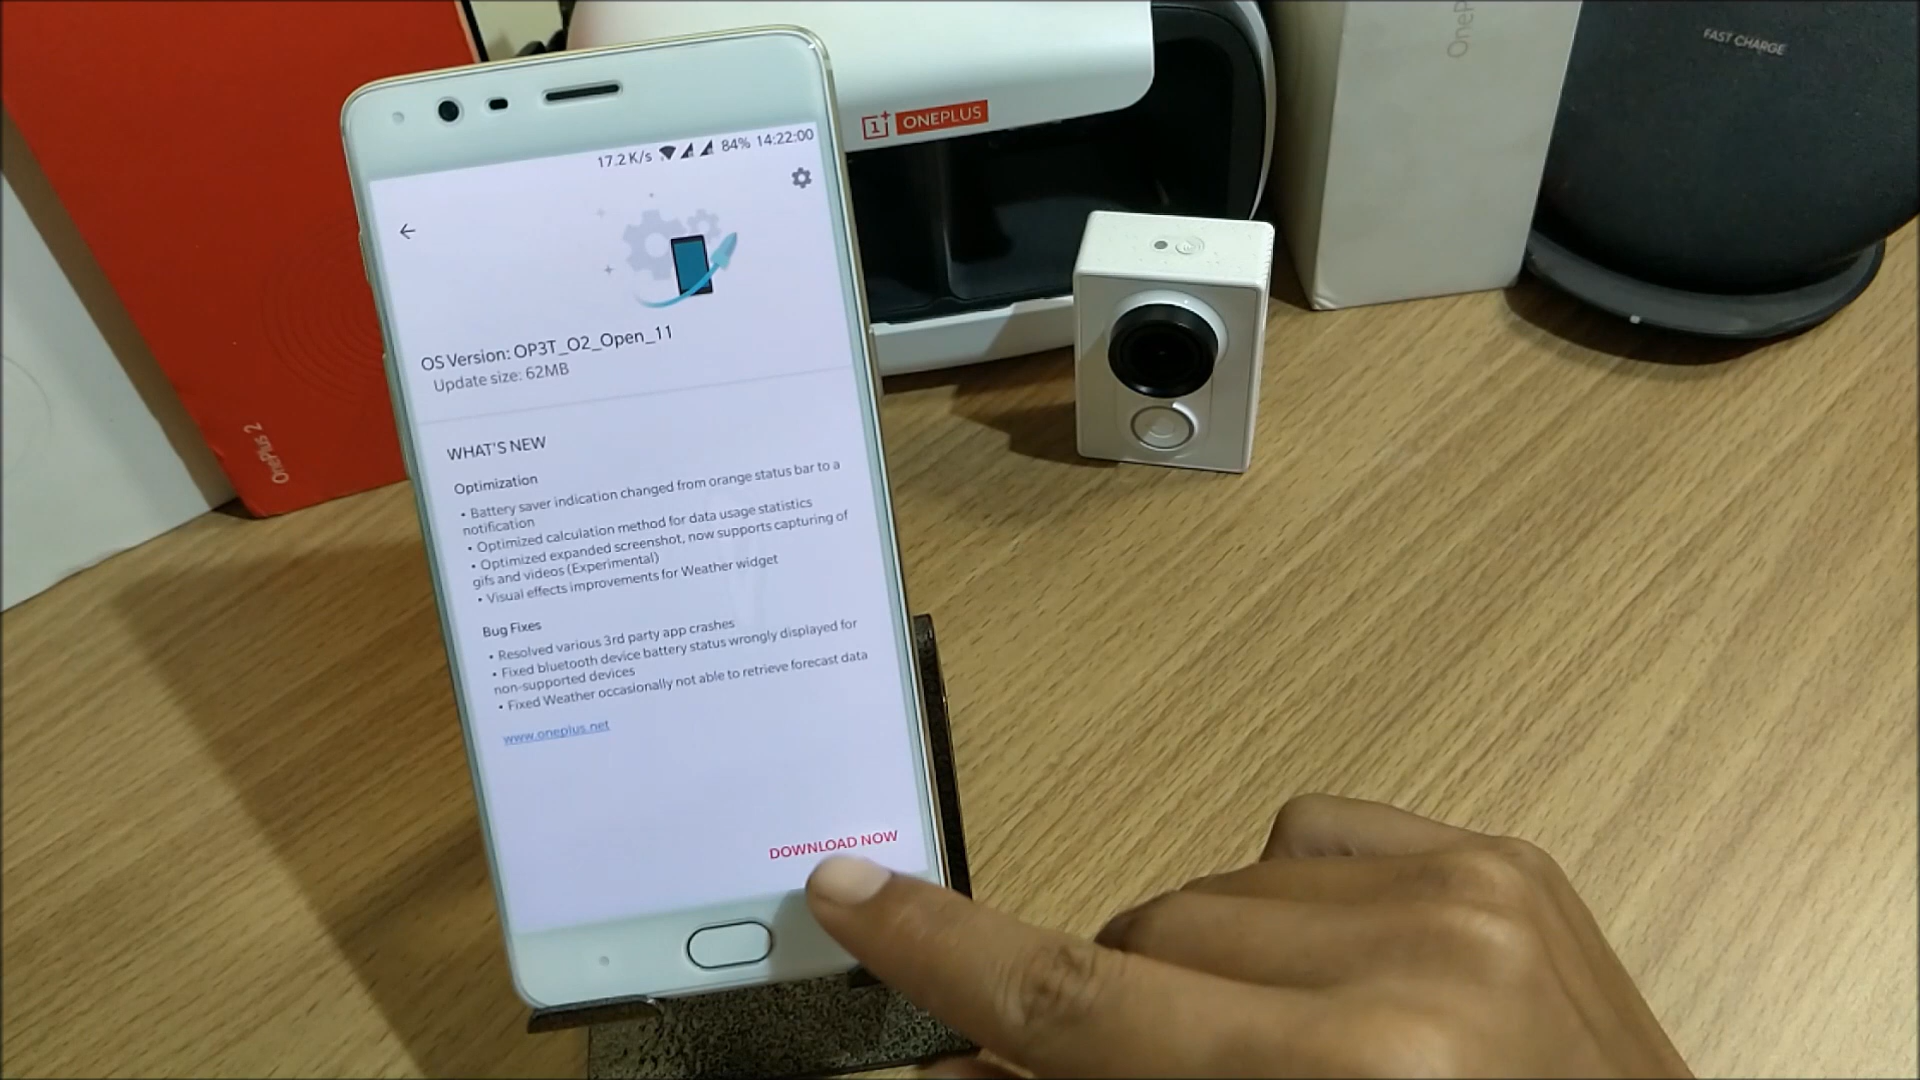 17.2 K/s 84% 14:22:00
OS Version: OP3T_O2_Open_11
Update size: 62MB
WHAT'S NEW
Optimization
• Battery saver indication changed from orange status bar to a
notification
• Optimized calculation method for data usage statistics
• Optimized expanded screenshot, now supports capturing of
gifs and videos (Experimental)
• Visual effects improvements for Weather widget
Bug Fixes
• Resolved various 3rd party app crashes
• Fixed bluetooth device battery status wrongly displayed for
non-supported devices
• Fixed Weather occasionally not able to retrieve forecast data
www.oneplus.net
DOWNLOAD NOW
OnePlus 2
1+ ONEPLUS
OneP
FAST CHARGE